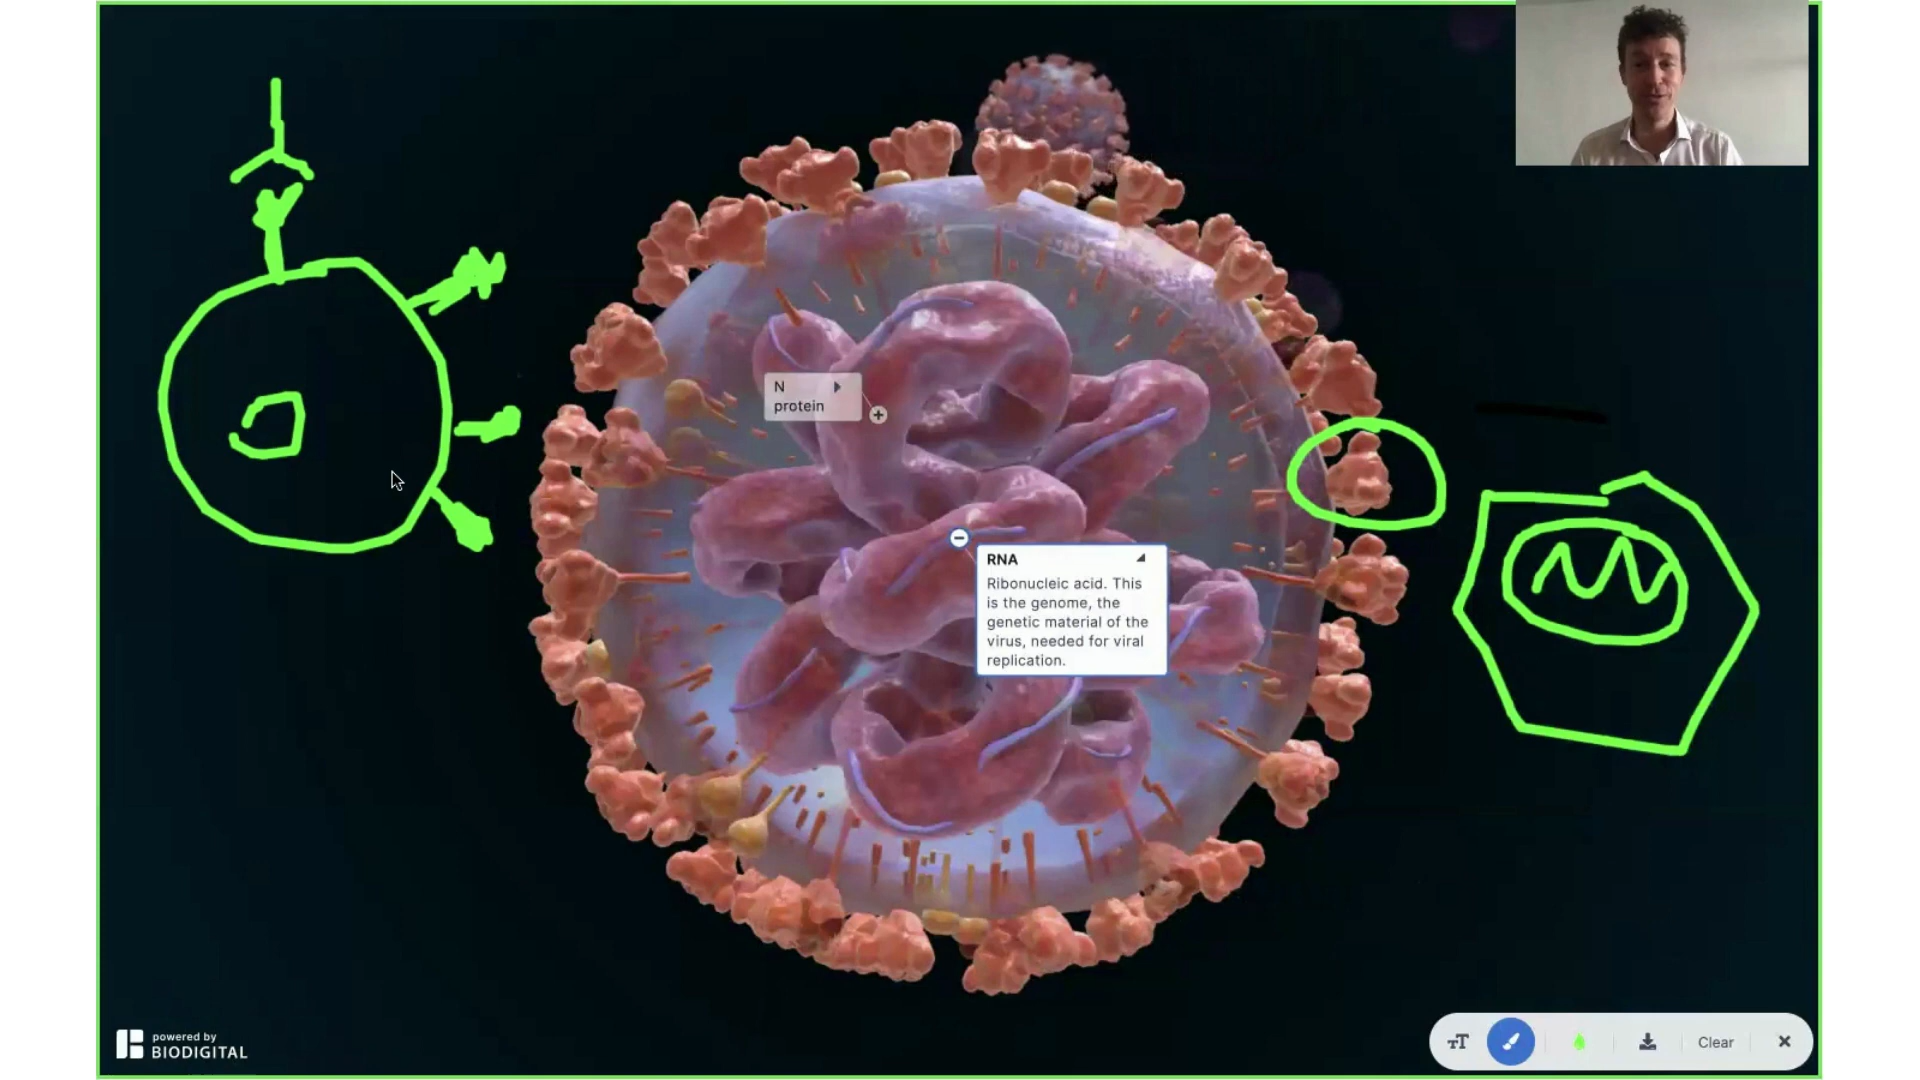 N
protein
RNA
Ribonucleic acid. This
is the genome, the
genetic material of the
virus, needed for viral
replication.
powered by
BIODIGITAL
TT
Clear